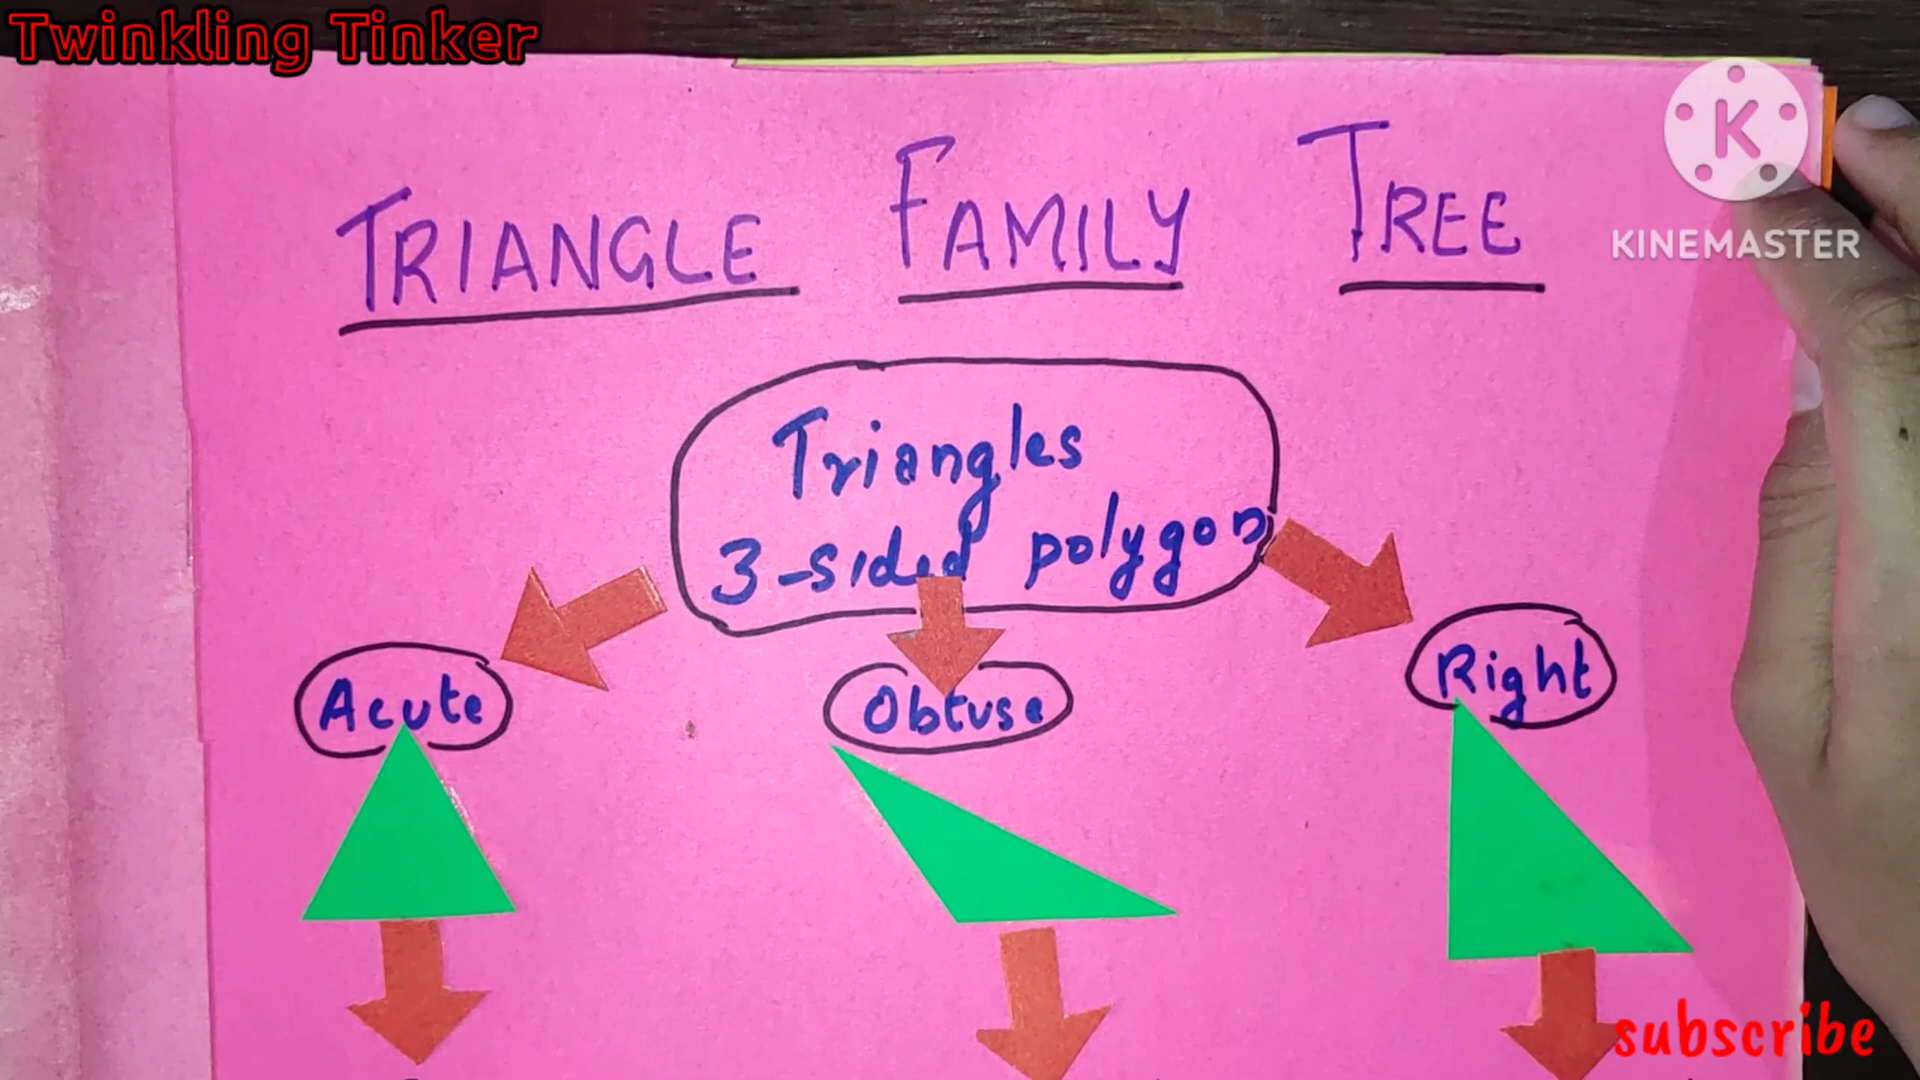 Twinkling Tinker
K
KINEMASTER
TRIANGLE FAMILY TREE
Triangles
3-sided polygon
Acute
Obtuse
Right
subscribe